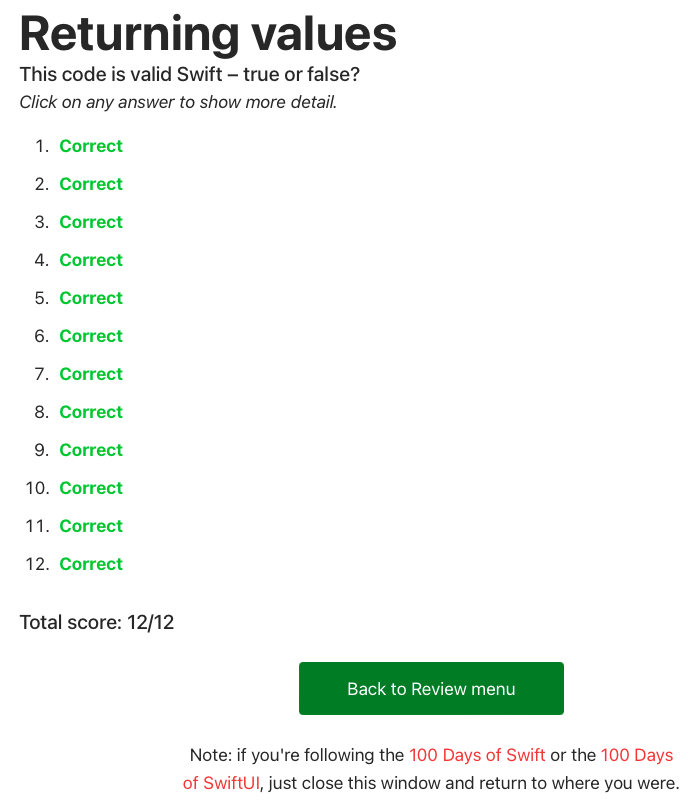 Returning values
This code is valid Swift – true or false?
Click on any answer to show more detail.
1. Correct
2. Correct
3. Correct
4. Correct
5. Correct
6. Correct
7. Correct
8. Correct
9. Correct
10. Correct
11. Correct
12. Correct
Total score: 12/12
Back to Review menu
Note: if you're following the 100 Days of Swift or the 100 Days
of SwiftUI, just close this window and return to where you were.